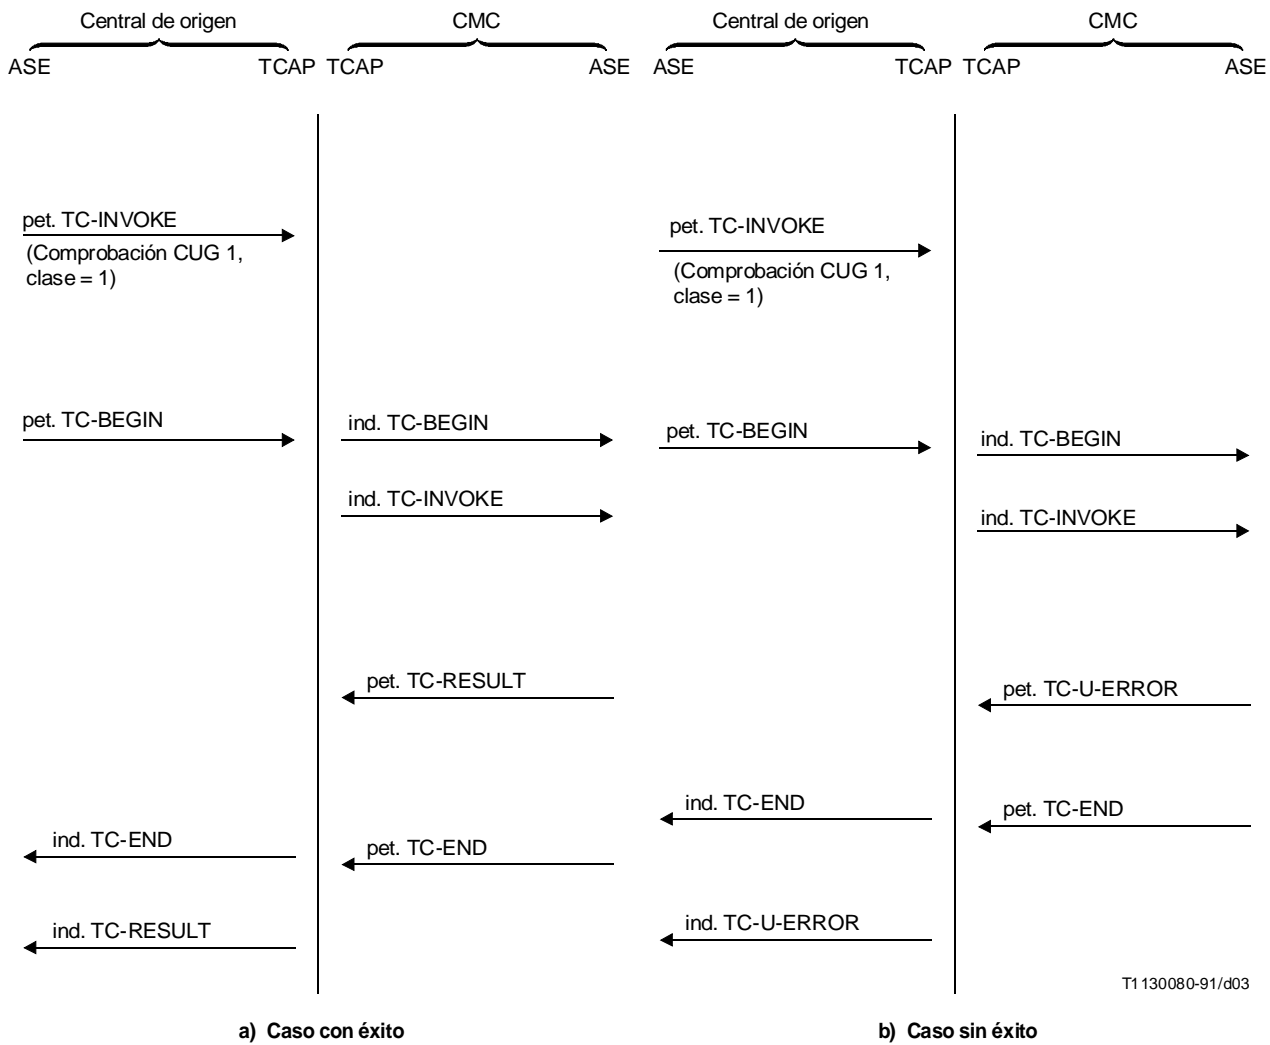 Central de origen CMC Central de origen CMC
ASE TCAP TCAP ASE ASE TCAP TCAP ASE
pet. TC-INVOKE
(Comprobación CUG 1,
clase = 1)
pet. TC-INVOKE
(Comprobación CUG 1,
clase = 1)
pet. TC-BEGIN ind. TC-BEGIN pet. TC-BEGIN ind. TC-BEGIN
ind. TC-INVOKE ind. TC-INVOKE
pet. TC-RESULT pet. TC-U-ERROR
ind. TC-END pet. TC-END
ind. TC-END pet. TC-END
ind. TC-RESULT ind. TC-U-ERROR
T1130080-91/d03
a) Caso con éxito b) Caso sin éxito